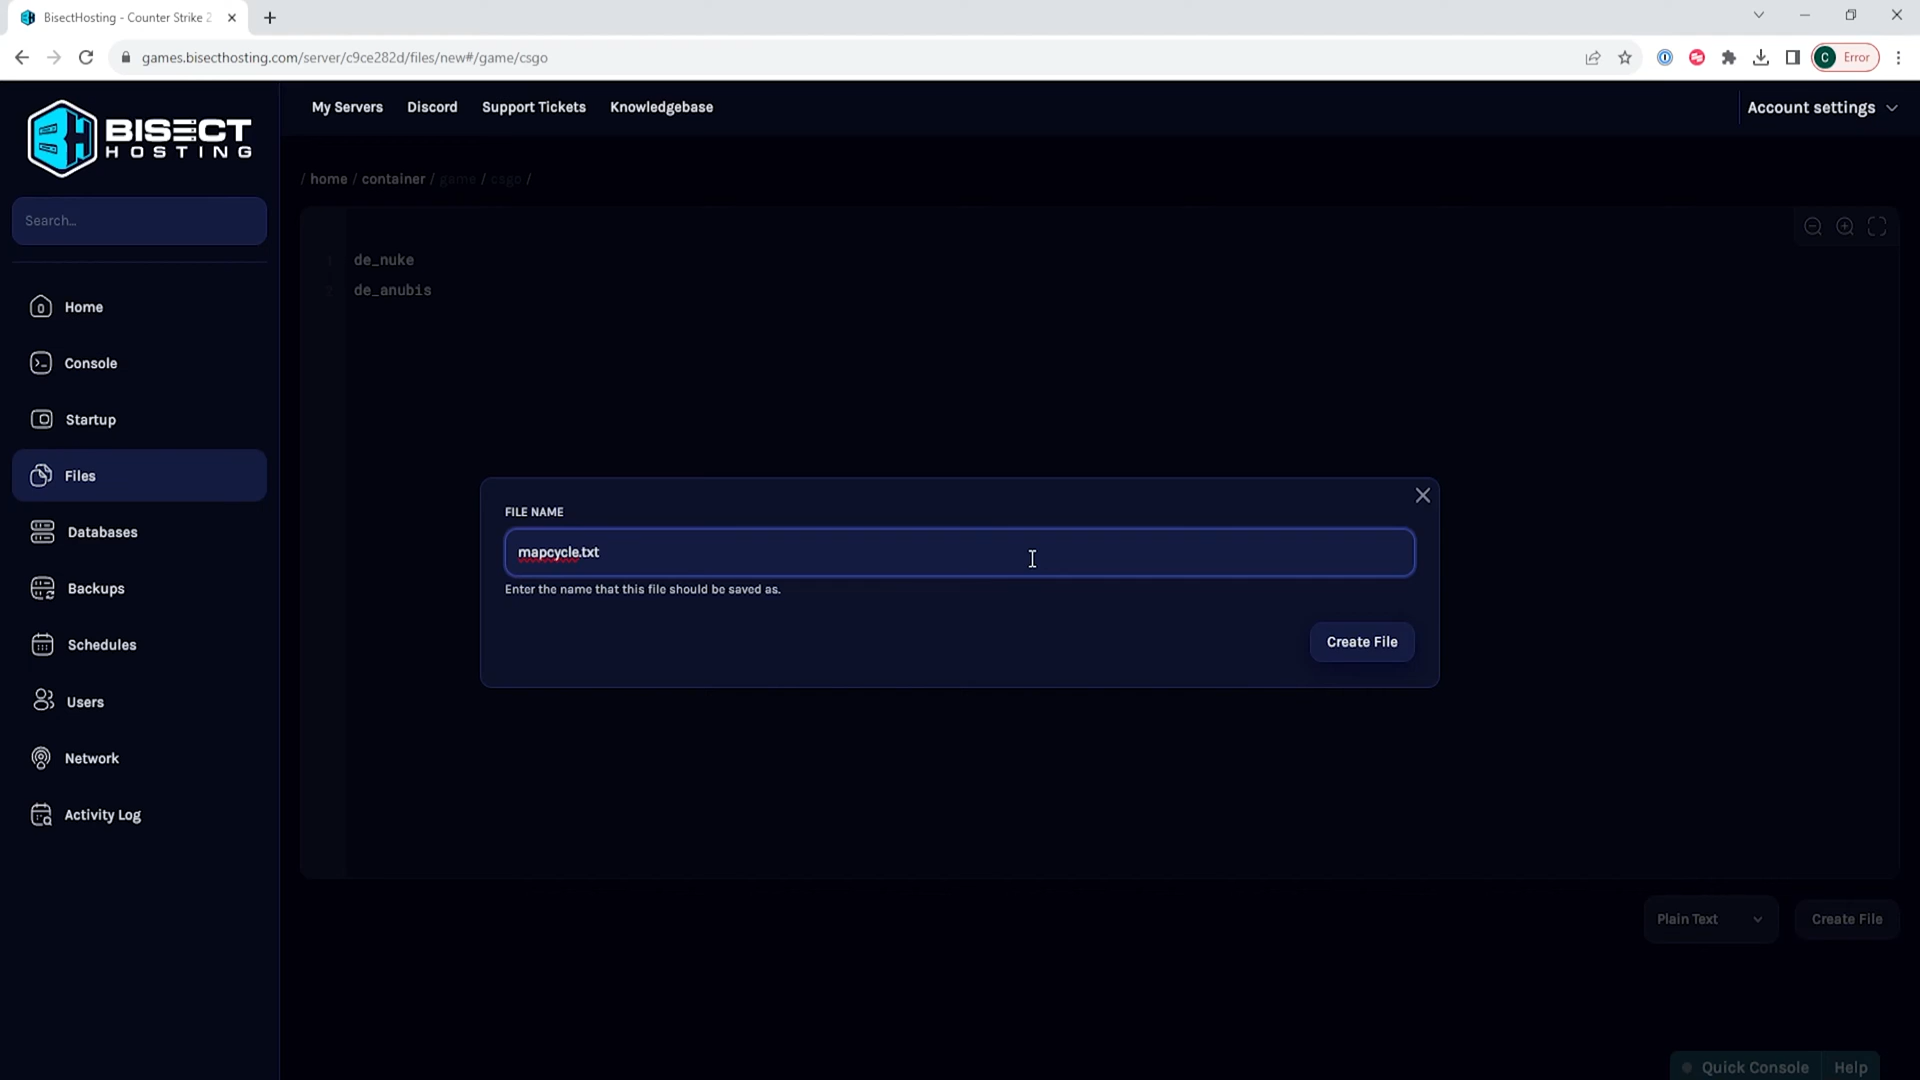 BisectHosting - Counter Strike 2
games.bisecthosting.com/server/c9ce282d/files/new#/game/csgo
C Error
BISECT
HOSTING
My Servers Discord Support Tickets Knowledgebase
Account settings
/ home / container / game / csgo /
Search...
1 de_nuke
2 de_anubis
Home
Console
Startup
Files
Databases
Backups
Schedules
Users
Network
Activity Log
FILE NAME
mapcycle.txt
Enter the name that this file should be saved as.
Create File
Plain Text
Create File
Quick Console
Help